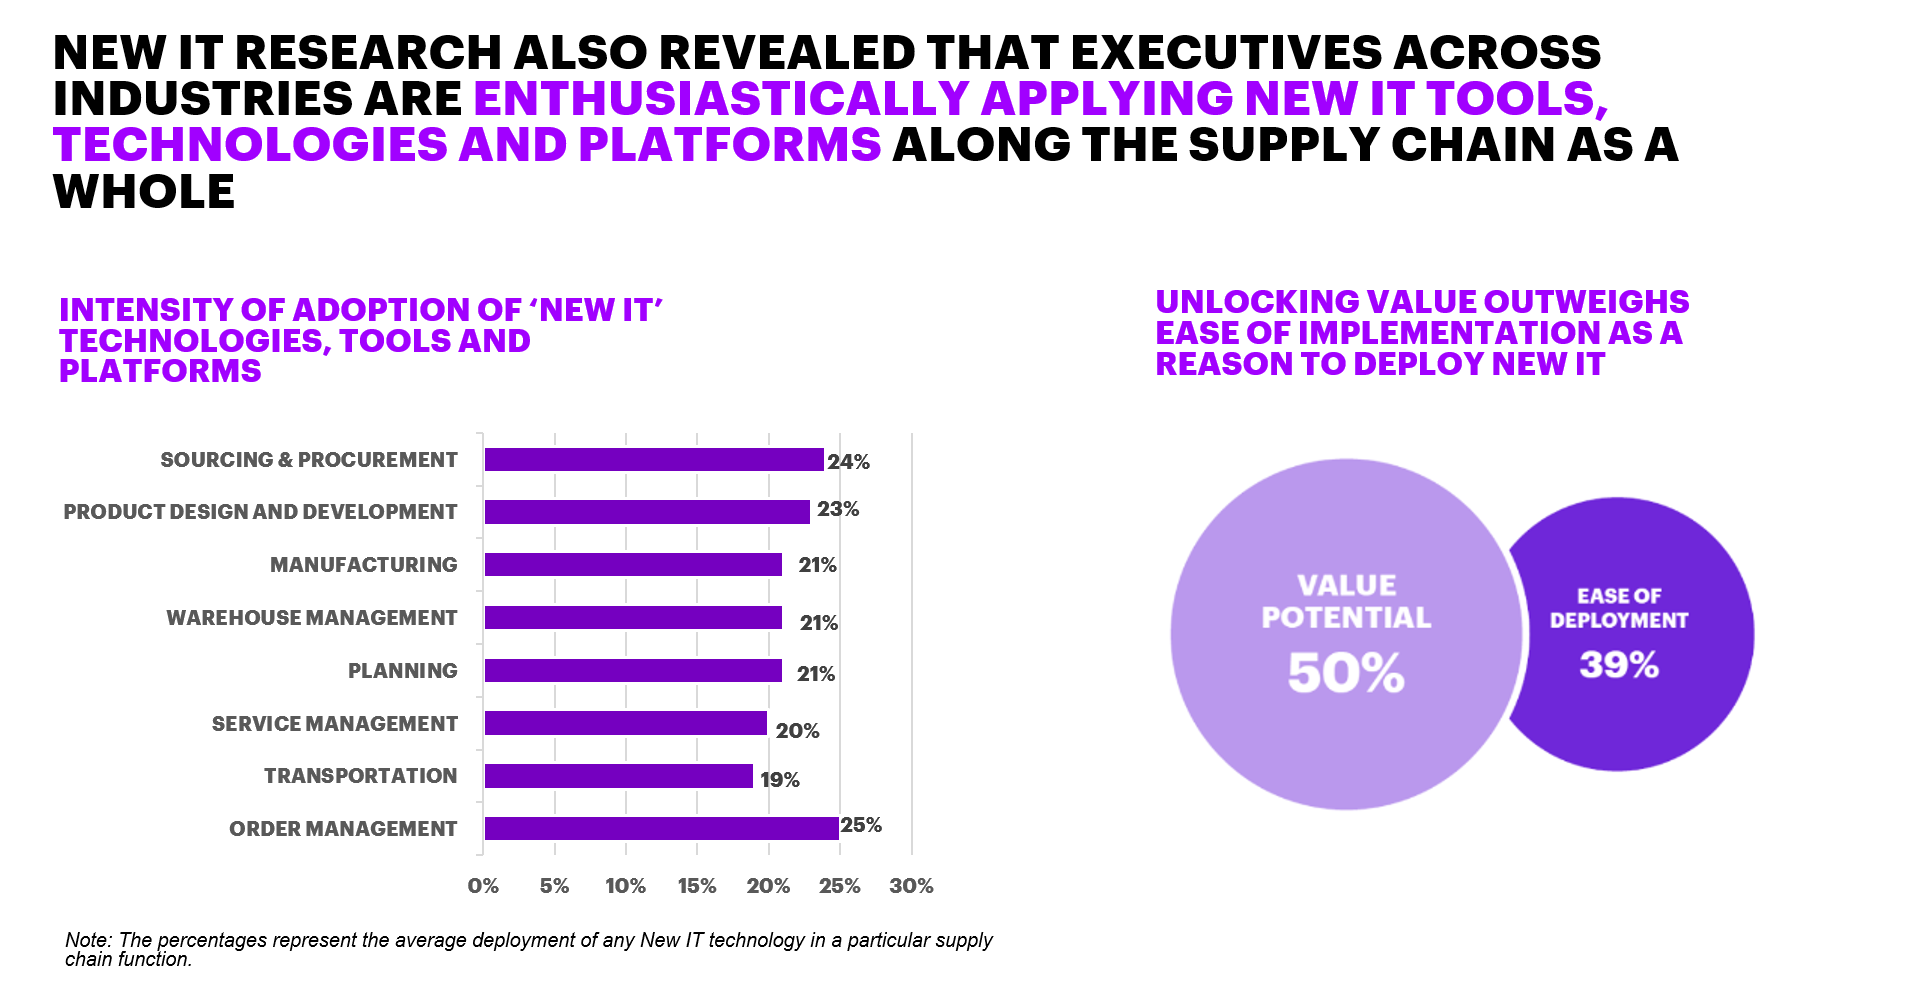 NEW IT RESEARCH ALSO REVEALED THAT EXECUTIVES ACROSS
INDUSTRIES ARE ENTHUSIASTICALLY APPLYING NEW IT TOOLS,
TECHNOLOGIES AND PLATFORMS ALONG THE SUPPLY CHAIN AS A
WHOLE
INTENSITY OF ADOPTION OF ‘NEW IT’
TECHNOLOGIES, TOOLS AND
PLATFORMS
SOURCING & PROCUREMENT 24%
PRODUCT DESIGN AND DEVELOPMENT 23%
MANUFACTURING 21%
WAREHOUSE MANAGEMENT 21%
PLANNING 21%
SERVICE MANAGEMENT 20%
TRANSPORTATION 19%
ORDER MANAGEMENT 25%
0% 5% 10% 15% 20% 25% 30%
Note: The percentages represent the average deployment of any New IT technology in a particular supply
chain function.
UNLOCKING VALUE OUTWEIGHS
EASE OF IMPLEMENTATION AS A
REASON TO DEPLOY NEW IT
VALUE
POTENTIAL
50%
EASE OF
DEPLOYMENT
39%